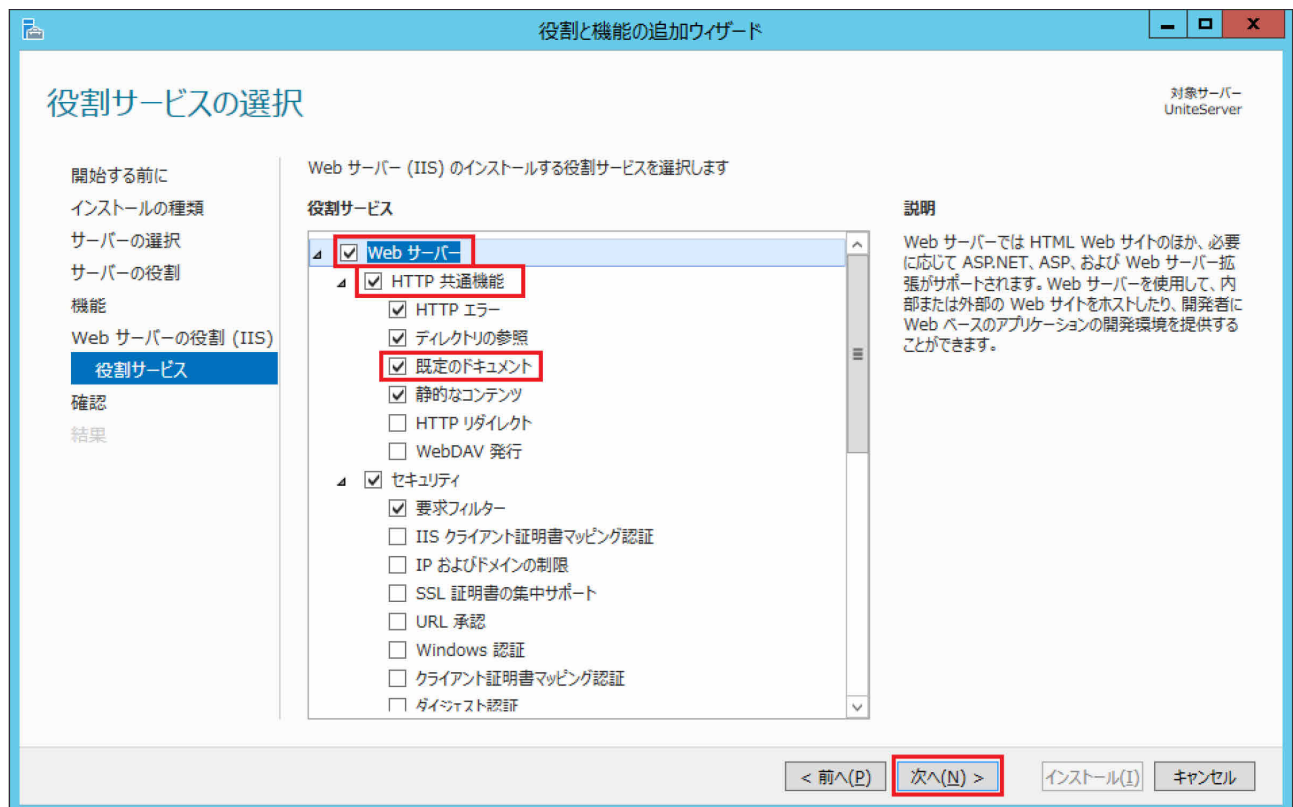 役割と機能の追加ウィザード
役割サービスの選択
対象サーバー
UniteServer
開始する前に
インストールの種類
サーバーの選択
サーバーの役割
機能
Web サーバーの役割 (IIS)
役割サービス
確認
結果
Web サーバー (IIS) のインストールする役割サービスを選択します
役割サービス
Web サーバー
HTTP 共通機能
HTTP エラー
ディレクトリの参照
既定のドキュメント
静的なコンテンツ
HTTP リダイレクト
WebDAV 発行
セキュリティ
要求フィルター
IIS クライアント証明書マッピング認証
IP およびドメインの制限
SSL 証明書の集中サポート
URL 承認
Windows 認証
クライアント証明書マッピング認証
ダイジェスト認証
説明
Web サーバーでは HTML Web サイトのほか、必要
に応じて ASP.NET、ASP、および Web サーバー拡
張がサポートされます。Web サーバーを使用して、内
部または外部の Web サイトをホストしたり、開発者に
Web ベースのアプリケーションの開発環境を提供する
ことができます。
< 前へ(P)
次へ(N) >
インストール(I)
キャンセル